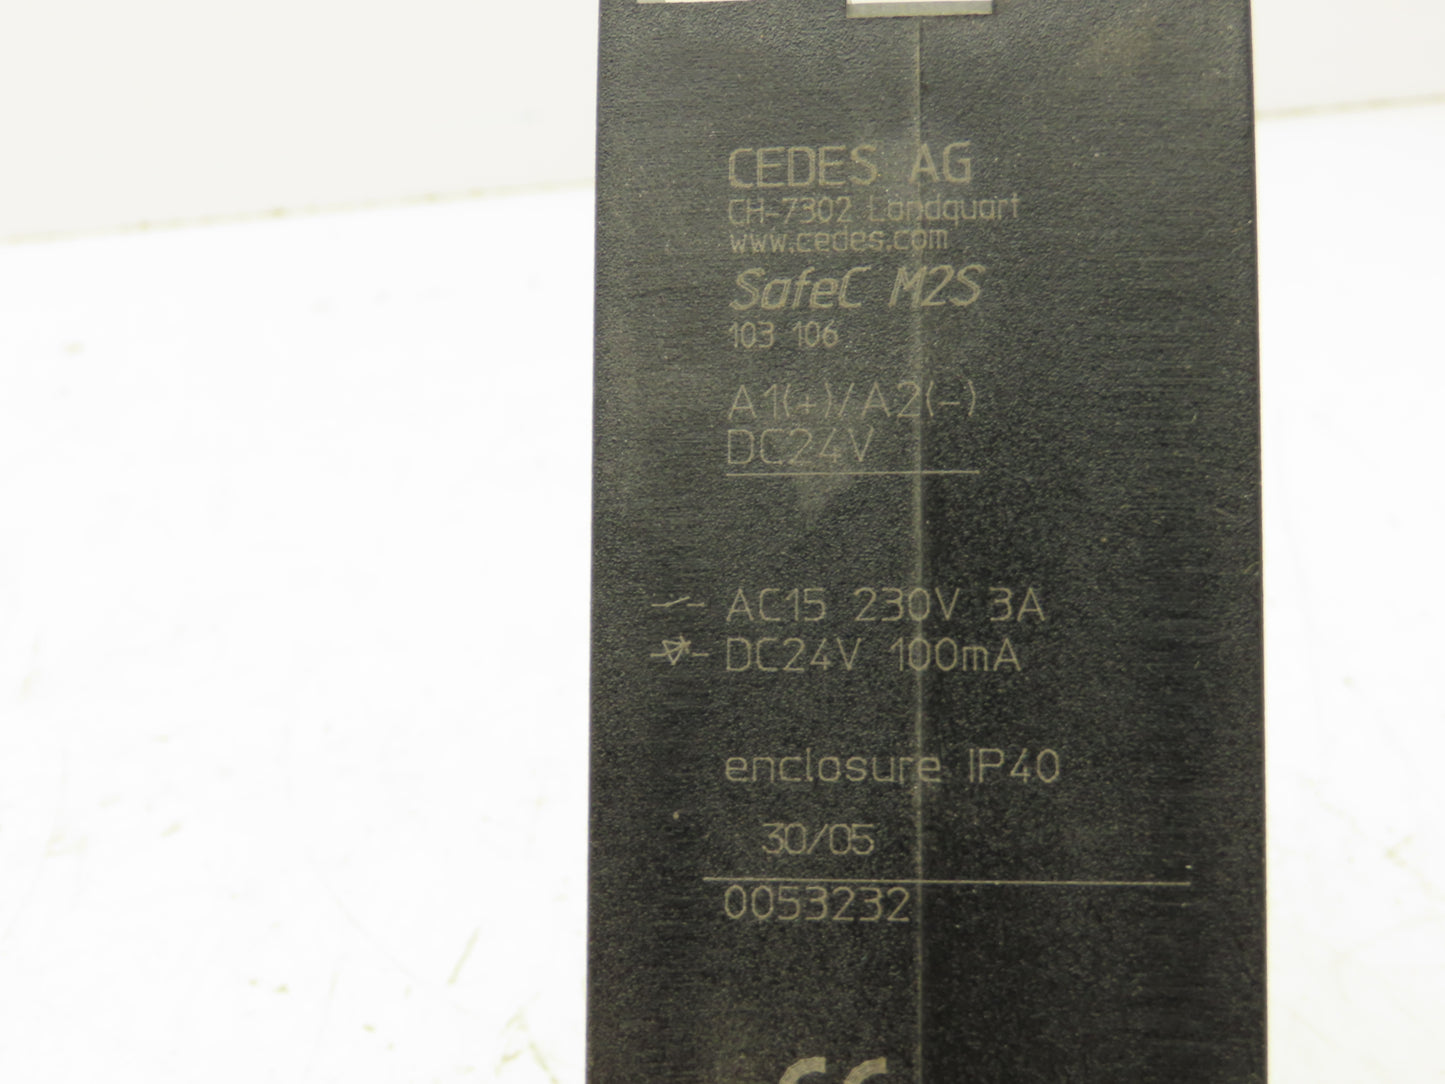 CEDES AG
CH-7302 Landquart
www.cedes.com
SafeC M2S
103 106
A1(+)/A2(-)
DC24V
AC15 230V 3A
DC24V 100mA
enclosure IP40
30/05
0053232
CE